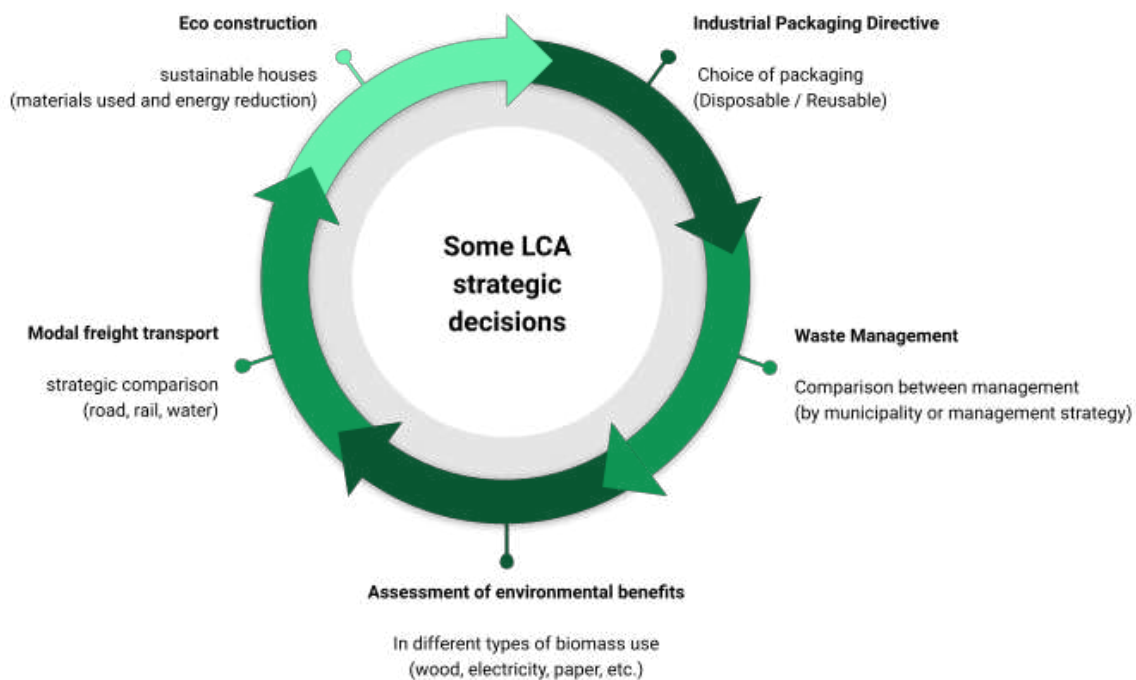 Eco construction
sustainable houses
(materials used and energy reduction)
Industrial Packaging Directive
Choice of packaging
(Disposable / Reusable)
Some LCA
strategic
decisions
Modal freight transport
strategic comparison
(road, rail, water)
Waste Management
Comparison between management
(by municipality or management strategy)
Assessment of environmental benefits
In different types of biomass use
(wood, electricity, paper, etc.)